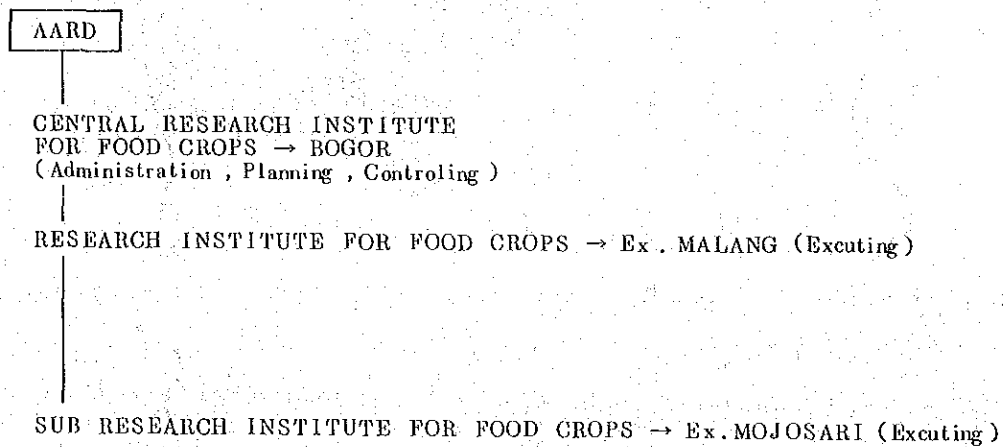 AARD
CENTRAL RESEARCH INSTITUTE
FOR FOOD CROPS → BOGOR
(Administration , Planning , Controling )
RESEARCH INSTITUTE FOR FOOD CROPS → Ex. MALANG (Excuting)
SUB RESEARCH INSTITUTE FOR FOOD CROPS → Ex.MOJOSARI (Excuting)